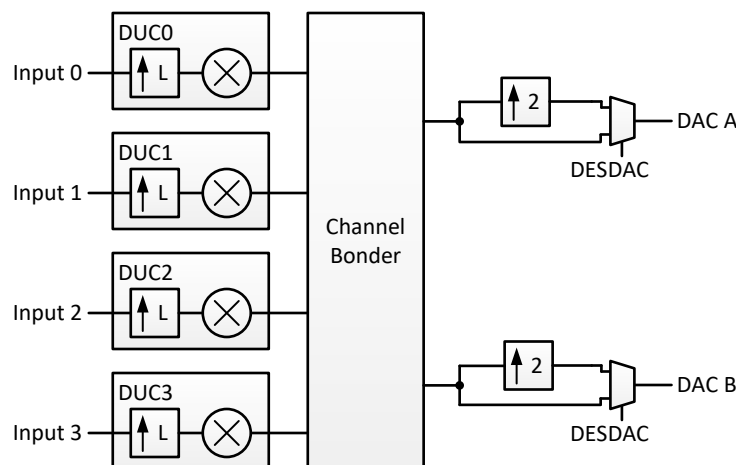 DUC0
Input 0
L
DUC1
Input 1
L
DUC2
Input 2
L
DUC3
Input 3
L
Channel
Bonder
2
DAC A
DESDAC
2
DAC B
DESDAC